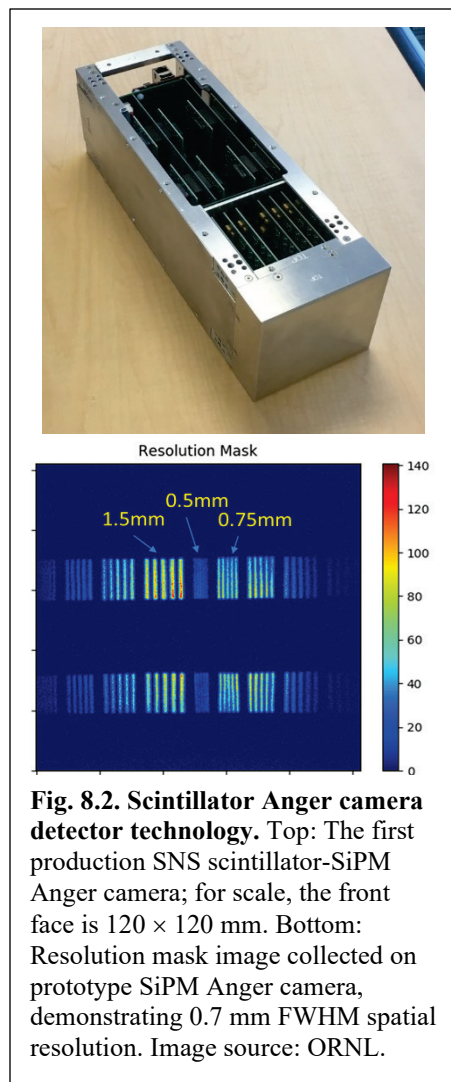 TOP
Resolution Mask
0.5mm
1.5mm
0.75mm
140
120
100
80
60
40
20
0
Fig. 8.2. Scintillator Anger camera
detector technology. Top: The first
production SNS scintillator-SiPM
Anger camera; for scale, the front
face is 120 × 120 mm. Bottom:
Resolution mask image collected on
prototype SiPM Anger camera,
demonstrating 0.7 mm FWHM spatial
resolution. Image source: ORNL.